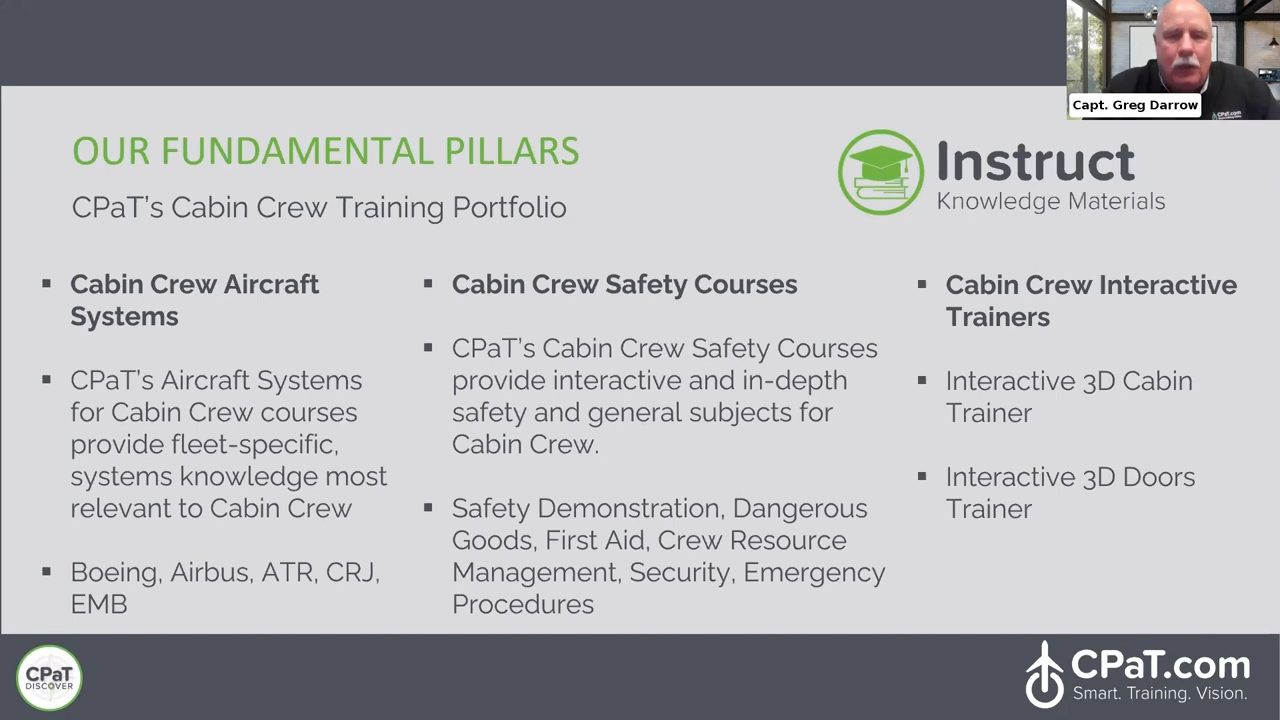 Capt. Greg Darrow
CPaT.com
OUR FUNDAMENTAL PILLARS
CPaT’s Cabin Crew Training Portfolio
Instruct
Knowledge Materials
▪ Cabin Crew Aircraft
Systems
▪ CPaT’s Aircraft Systems
for Cabin Crew courses
provide fleet-specific,
systems knowledge most
relevant to Cabin Crew
▪ Boeing, Airbus, ATR, CRJ,
EMB
▪ Cabin Crew Safety Courses
▪ CPaT’s Cabin Crew Safety Courses
provide interactive and in-depth
safety and general subjects for
Cabin Crew.
▪ Safety Demonstration, Dangerous
Goods, First Aid, Crew Resource
Management, Security, Emergency
Procedures
▪ Cabin Crew Interactive
Trainers
▪ Interactive 3D Cabin
Trainer
▪ Interactive 3D Doors
Trainer
CPaT
DISCOVER
CPaT.com
Smart. Training. Vision.